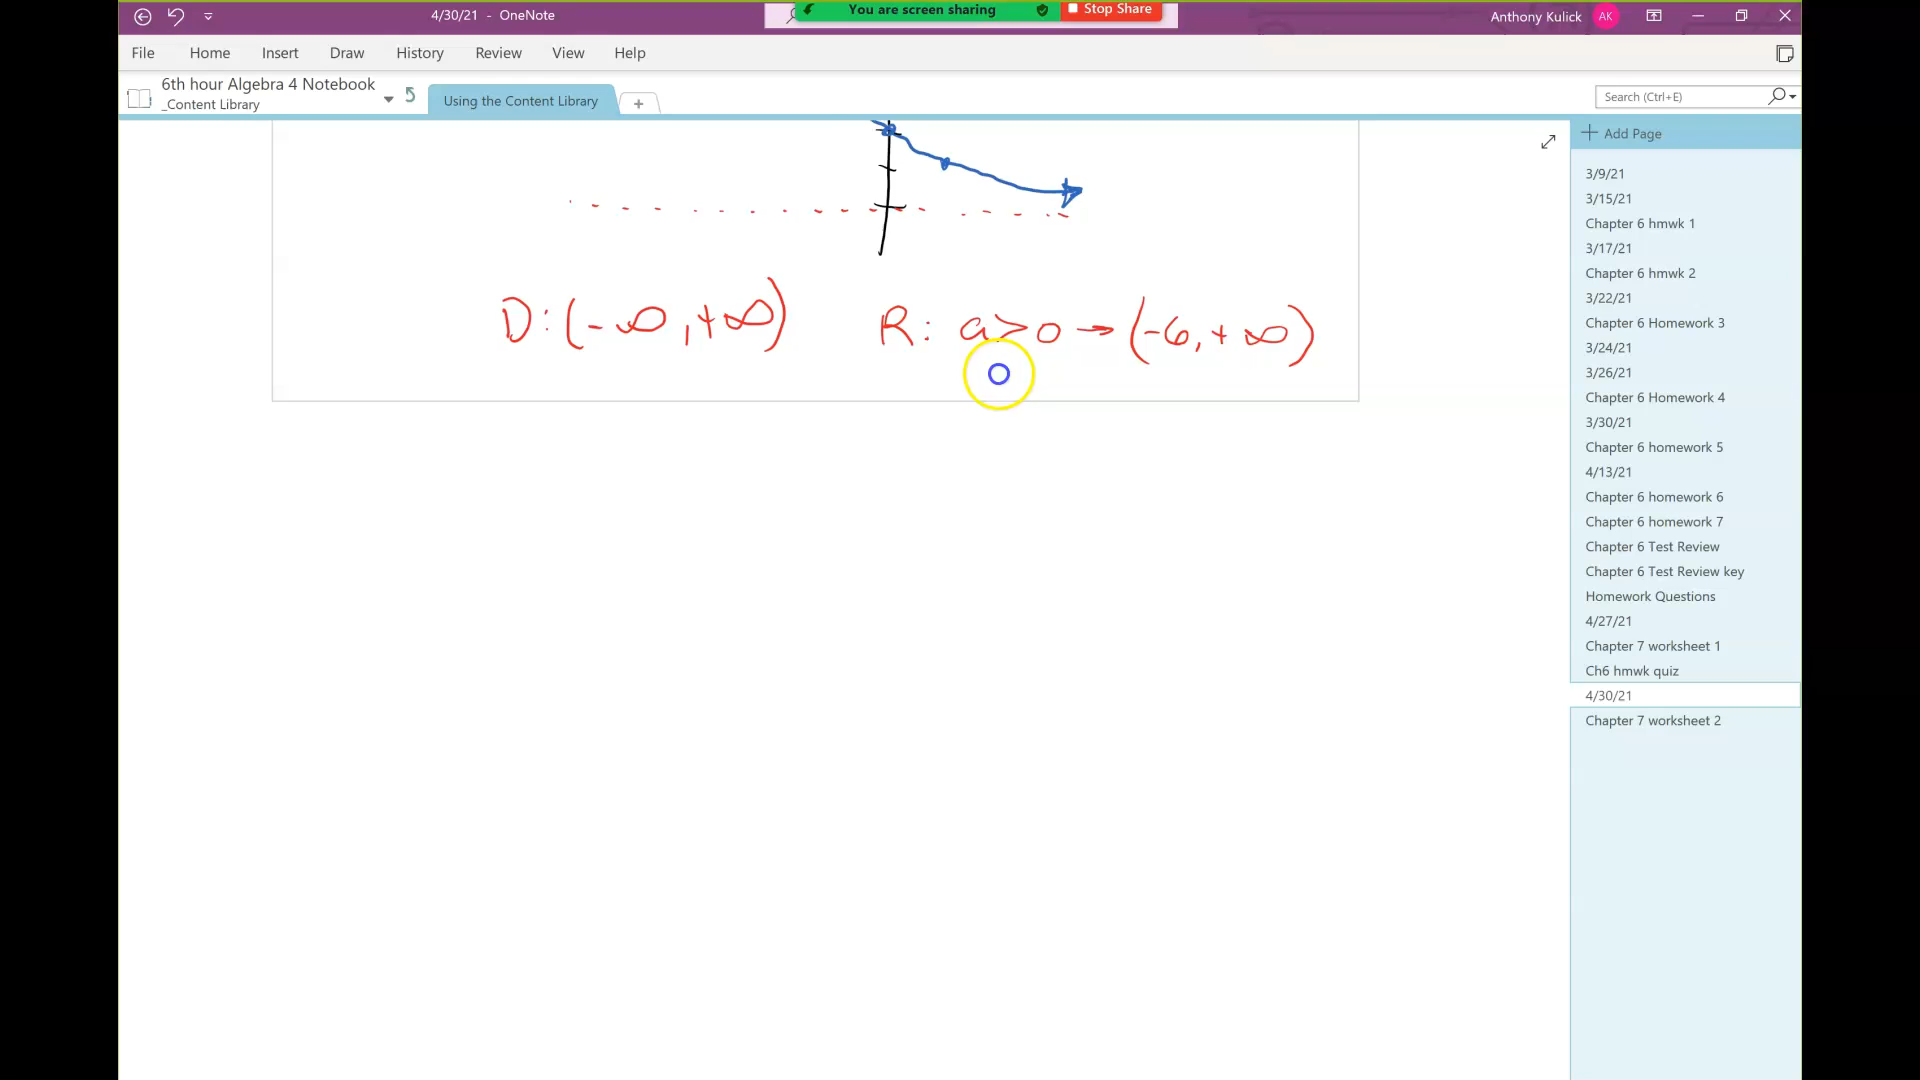 4/30/21 - OneNote
You are screen sharing
Stop Share
Anthony Kulick
AK
File Home Insert Draw History Review View Help
6th hour Algebra 4 Notebook
_Content Library
Using the Content Library
+
Search (Ctrl+E)
Add Page
3/9/21
3/15/21
Chapter 6 hmwk 1
3/17/21
Chapter 6 hmwk 2
3/22/21
Chapter 6 Homework 3
3/24/21
3/26/21
Chapter 6 Homework 4
3/30/21
Chapter 6 homework 5
4/13/21
Chapter 6 homework 6
Chapter 6 homework 7
Chapter 6 Test Review
Chapter 6 Test Review key
Homework Questions
4/27/21
Chapter 7 worksheet 1
Ch6 hmwk quiz
4/30/21
Chapter 7 worksheet 2
D: (-∞, +∞) R: a>0 → (-6, +∞)